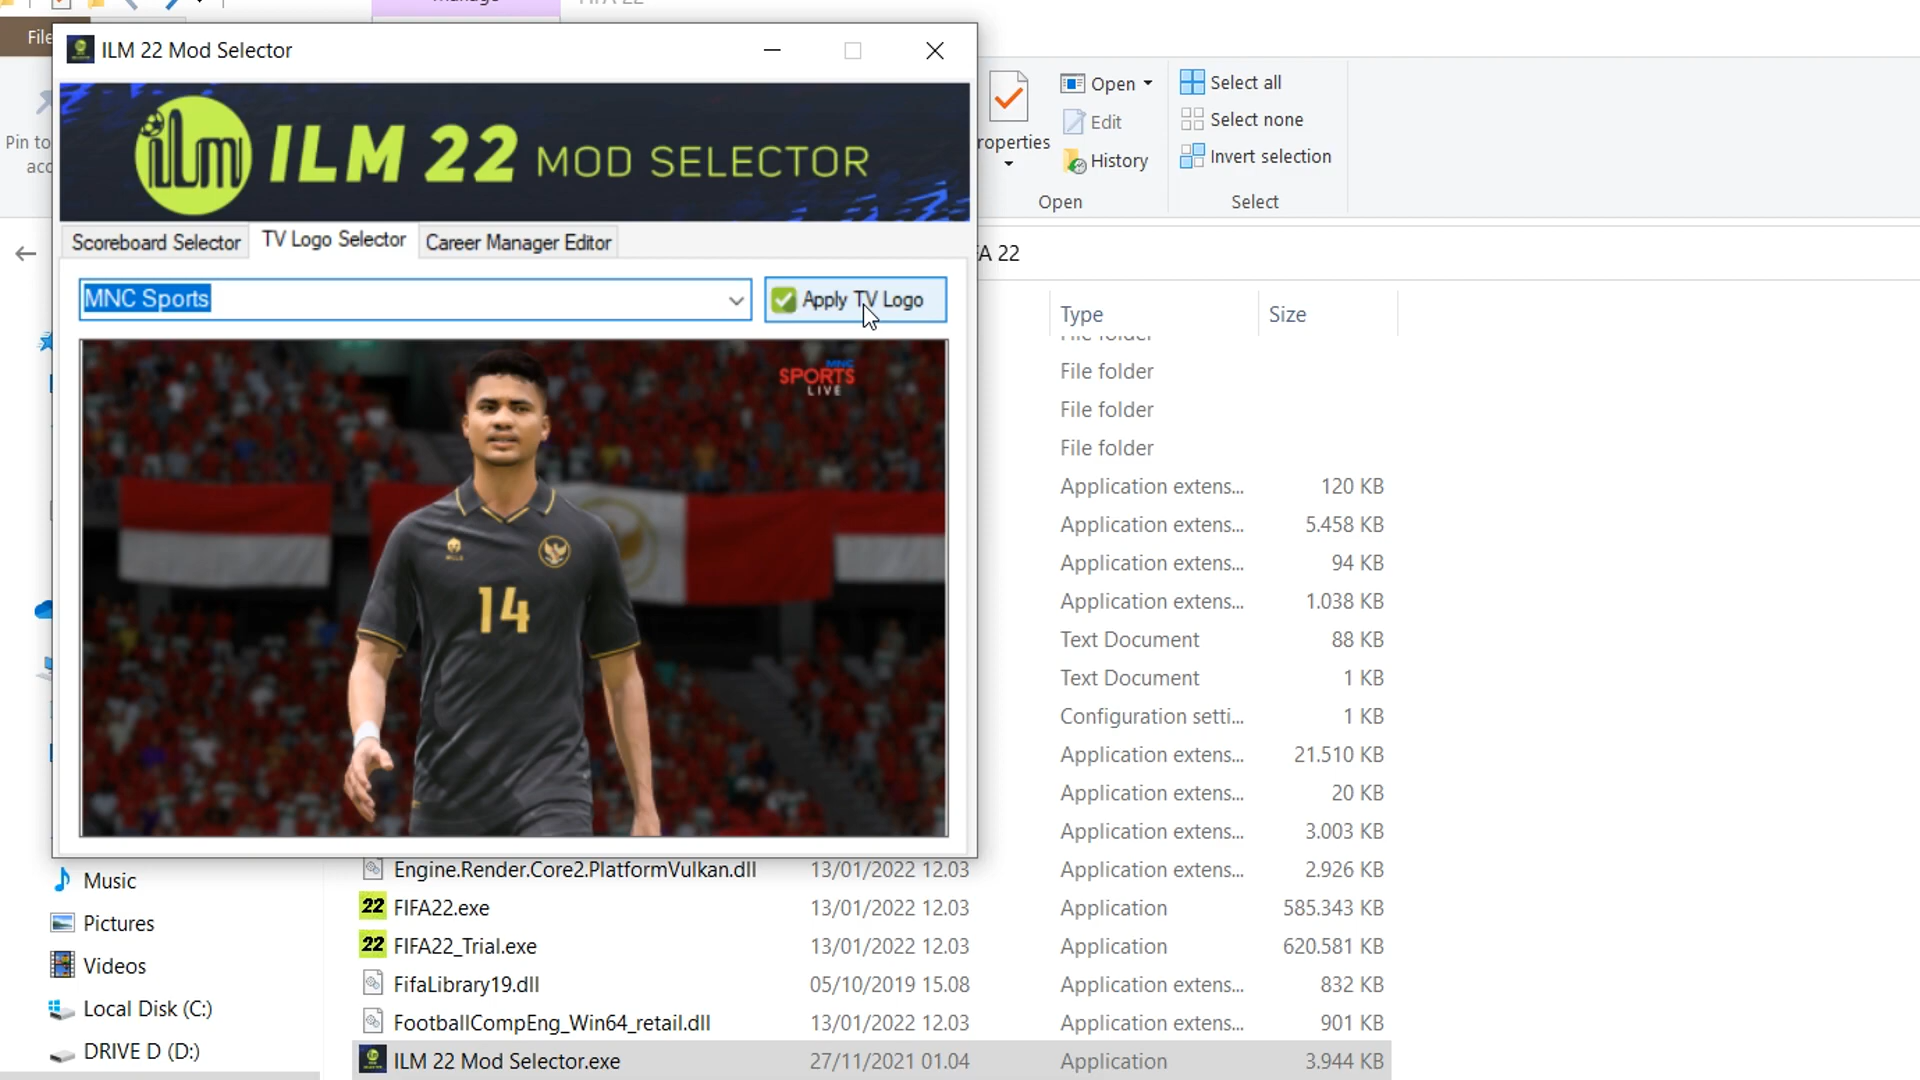 FIFA 22
File
ILM 22 Mod Selector
ilm ILM 22 MOD SELECTOR
Scoreboard Selector
TV Logo Selector
Career Manager Editor
MNC Sports
Apply TV Logo
MNC
SPORTS
LIVE
14
Pin to
acc
roperties
Open
Edit
History
Open
Select all
Select none
Invert selection
Select
FA 22
Type Size
File folder
File folder
File folder
File folder
Application extens... 120 KB
Application extens... 5.458 KB
Application extens... 94 KB
Application extens... 1.038 KB
Text Document 88 KB
Text Document 1 KB
Configuration setti... 1 KB
Application extens... 21.510 KB
Application extens... 20 KB
Application extens... 3.003 KB
Engine.Render.Core2.PlatformVulkan.dll 13/01/2022 12.03 Application extens... 2.926 KB
FIFA22.exe 13/01/2022 12.03 Application 585.343 KB
FIFA22_Trial.exe 13/01/2022 12.03 Application 620.581 KB
FifaLibrary19.dll 05/10/2019 15.08 Application extens... 832 KB
FootballCompEng_Win64_retail.dll 13/01/2022 12.03 Application extens... 901 KB
ILM 22 Mod Selector.exe 27/11/2021 01.04 Application 3.944 KB
Music
Pictures
Videos
Local Disk (C:)
DRIVE D (D:)